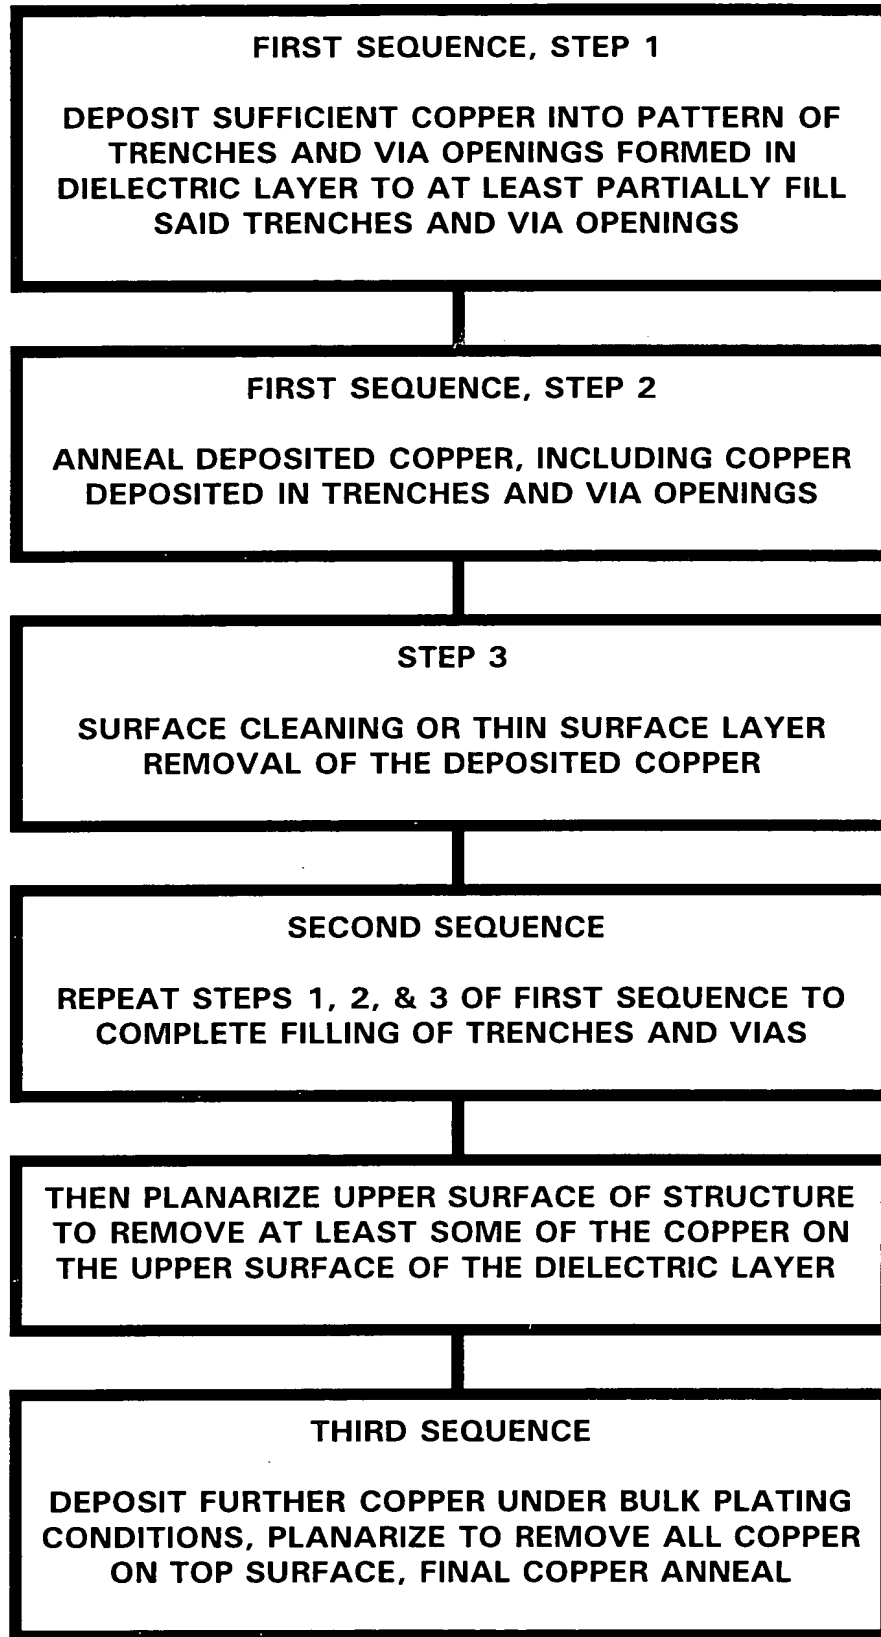 FIRST SEQUENCE, STEP 1
DEPOSIT SUFFICIENT COPPER INTO PATTERN OF
TRENCHES AND VIA OPENINGS FORMED IN
DIELECTRIC LAYER TO AT LEAST PARTIALLY FILL
SAID TRENCHES AND VIA OPENINGS
FIRST SEQUENCE, STEP 2
ANNEAL DEPOSITED COPPER, INCLUDING COPPER
DEPOSITED IN TRENCHES AND VIA OPENINGS
STEP 3
SURFACE CLEANING OR THIN SURFACE LAYER
REMOVAL OF THE DEPOSITED COPPER
SECOND SEQUENCE
REPEAT STEPS 1, 2, & 3 OF FIRST SEQUENCE TO
COMPLETE FILLING OF TRENCHES AND VIAS
THEN PLANARIZE UPPER SURFACE OF STRUCTURE
TO REMOVE AT LEAST SOME OF THE COPPER ON
THE UPPER SURFACE OF THE DIELECTRIC LAYER
THIRD SEQUENCE
DEPOSIT FURTHER COPPER UNDER BULK PLATING
CONDITIONS, PLANARIZE TO REMOVE ALL COPPER
ON TOP SURFACE, FINAL COPPER ANNEAL